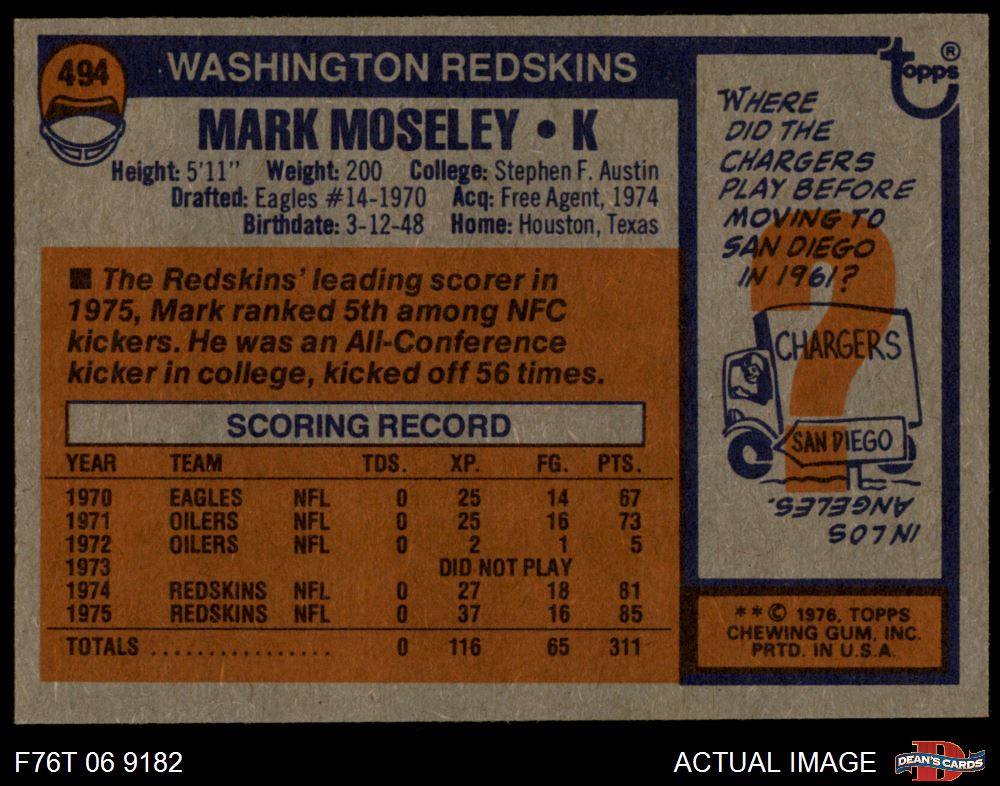 494
WASHINGTON REDSKINS
MARK MOSELEY • K
Height: 5'11" Weight: 200 College: Stephen F. Austin
Drafted: Eagles #14-1970 Acq: Free Agent, 1974
Birthdate: 3-12-48 Home: Houston, Texas
■ The Redskins' leading scorer in
1975, Mark ranked 5th among NFC
kickers. He was an All-Conference
kicker in college, kicked off 56 times.
SCORING RECORD
YEAR TEAM TDS. XP. FG. PTS.
1970 EAGLES NFL 0 25 14 67
1971 OILERS NFL 0 25 16 73
1972 OILERS NFL 0 2 1 5
1973 DID NOT PLAY
1974 REDSKINS NFL 0 27 18 81
1975 REDSKINS NFL 0 37 16 85
TOTALS ................ 0 116 65 311
topps ®
WHERE
DID THE
CHARGERS
PLAY BEFORE
MOVING TO
SAN DIEGO
IN 1961?
?
CHARGERS
SAN DIEGO
IN LOS
ANGELES.
**© 1976, TOPPS
CHEWING GUM, INC.
PRTD. IN U.S.A.
F76T 06 9182
ACTUAL IMAGE
D
DEAN'S CARDS